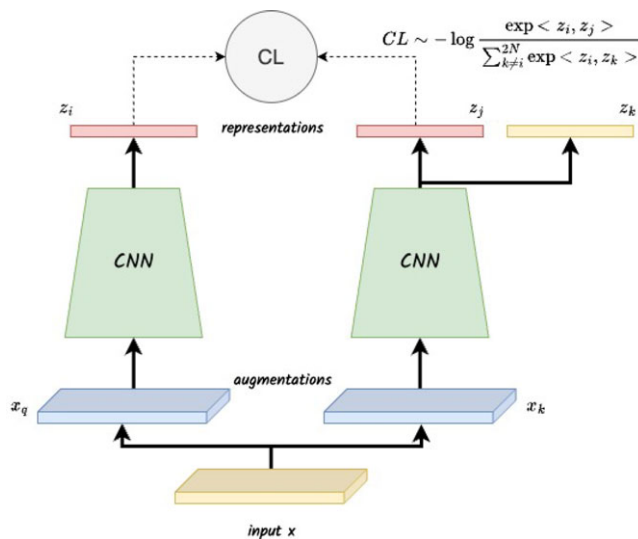 CL
CL ∼ − log exp < z_i, z_j > / ∑_{k≠i}^{2N} exp < z_i, z_k >
z_i
representations
z_j
z_k
CNN
CNN
augmentations
x_q
x_k
input x